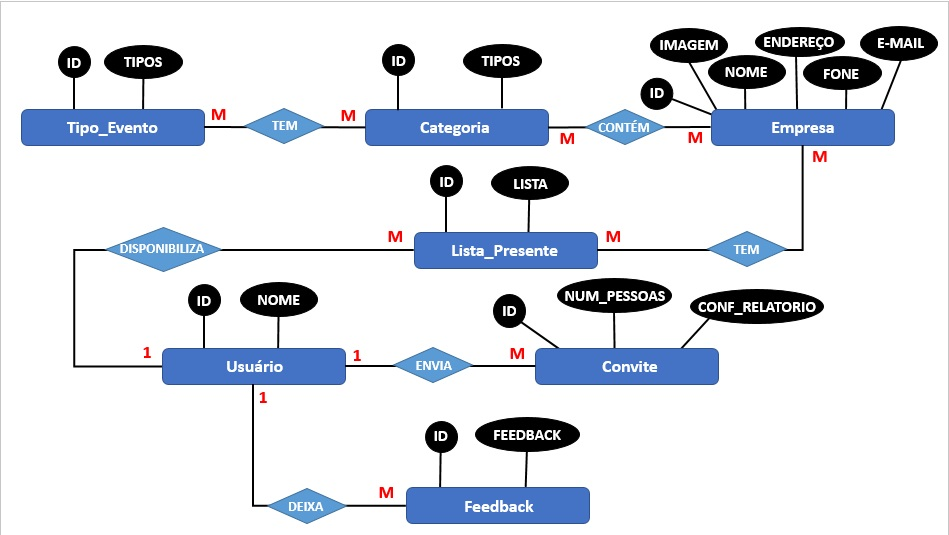 ID
TIPOS
Tipo_Evento
M
TEM
M
ID
TIPOS
Categoria
M
CONTÉM
M
IMAGEM
ENDEREÇO
E-MAIL
NOME
FONE
ID
Empresa
M
ID
LISTA
DISPONIBILIZA
M
Lista_Presente
M
TEM
ID
NOME
1
Usuário
1
ENVIA
M
ID
NUM_PESSOAS
CONF_RELATORIO
Convite
1
ID
FEEDBACK
DEIXA
M
Feedback